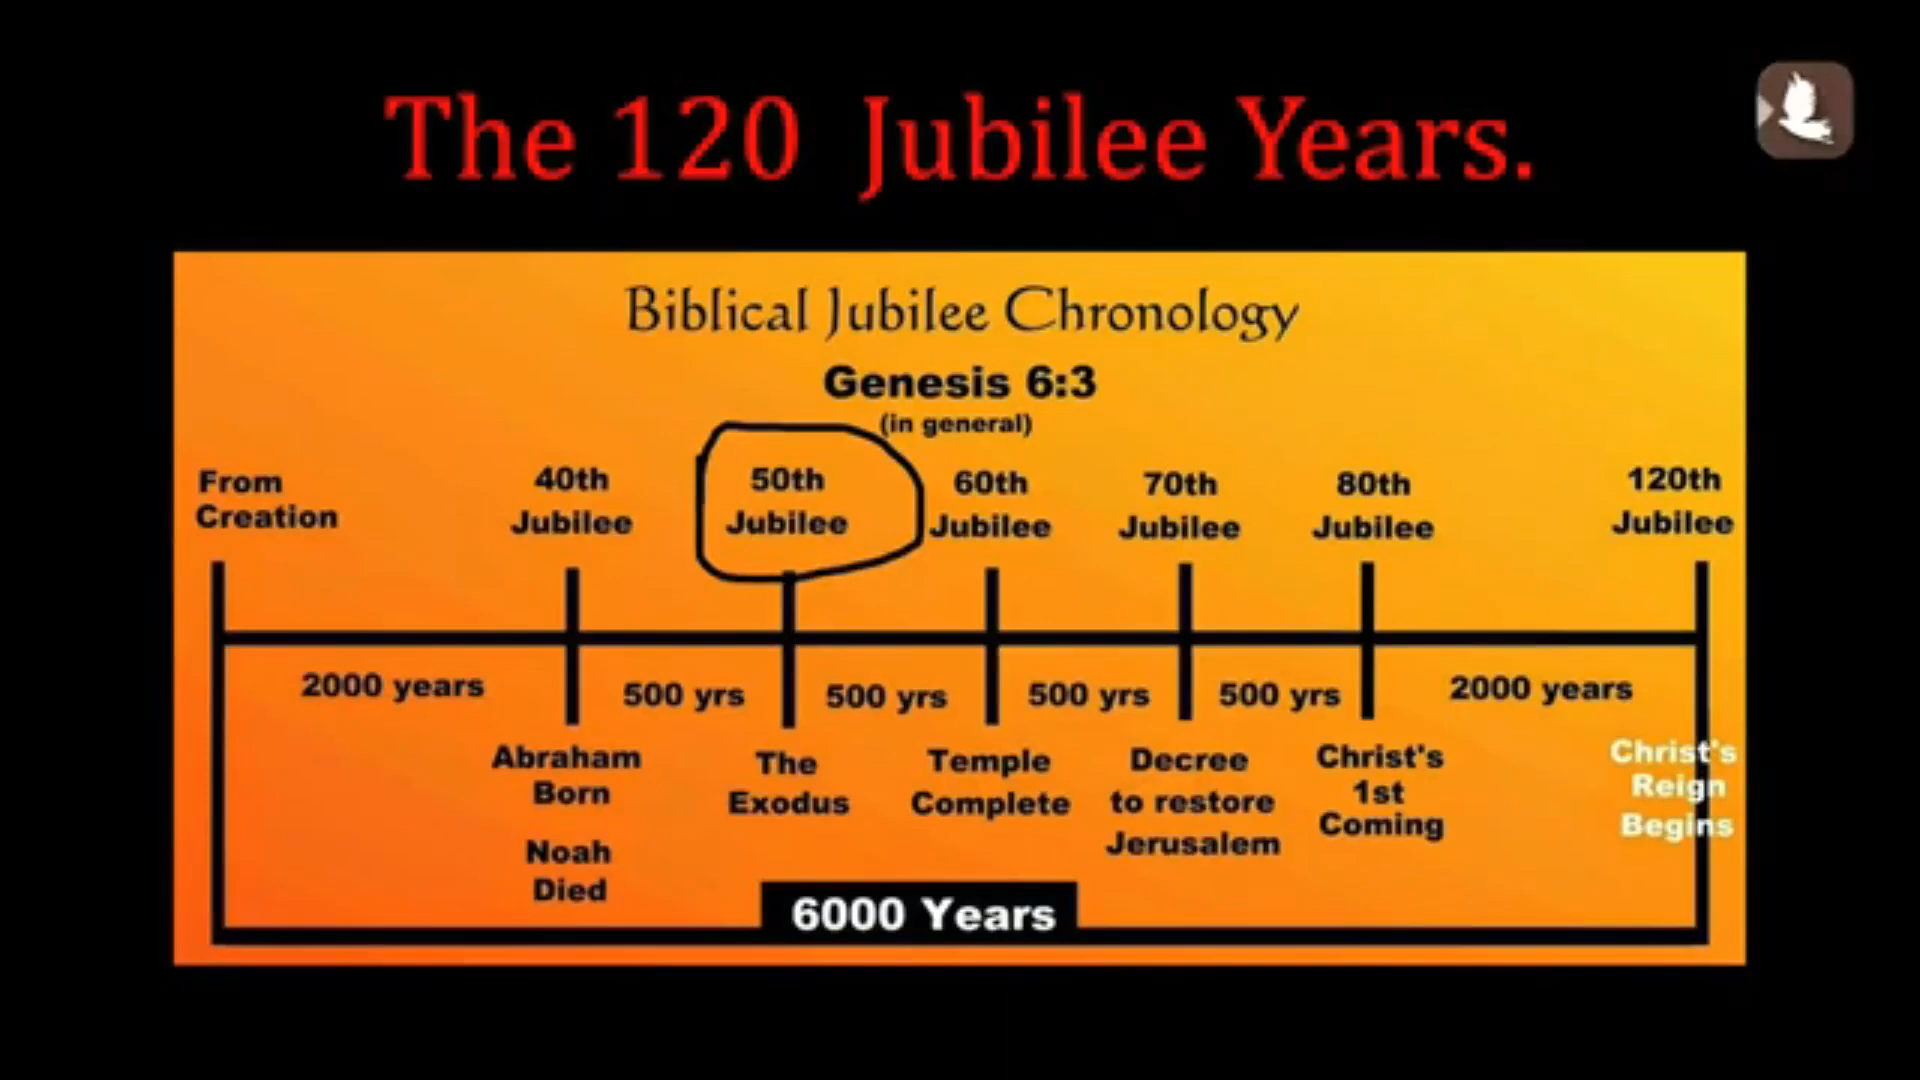 The 120 Jubilee Years.
Biblical Jubilee Chronology
Genesis 6:3
(in general)
From
Creation
40th
Jubilee
50th
Jubilee
60th
Jubilee
70th
Jubilee
80th
Jubilee
120th
Jubilee
2000 years
500 yrs
500 yrs
500 yrs
500 yrs
2000 years
Abraham
Born
Noah
Died
The
Exodus
Temple
Complete
Decree
to restore
Jerusalem
Christ's
1st
Coming
Christ's
Reign
Begins
6000 Years